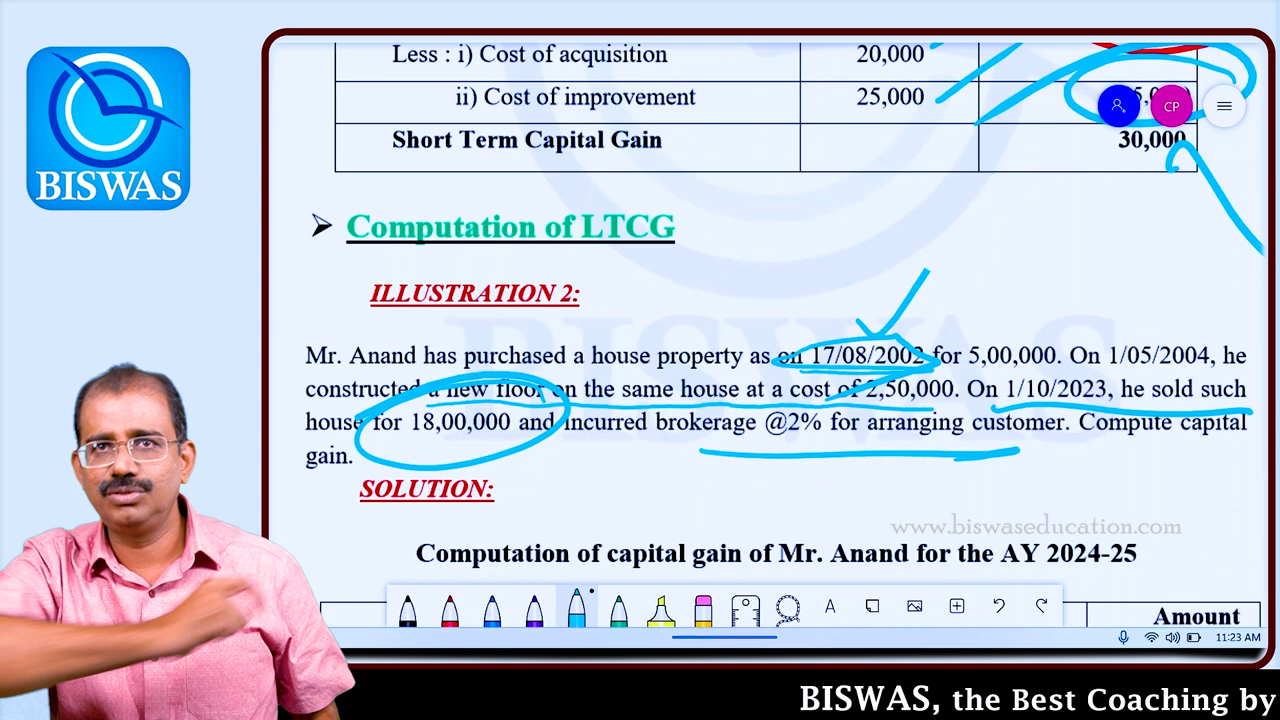 BISWAS
Less : i) Cost of acquisition 20,000
ii) Cost of improvement 25,000
CP
Short Term Capital Gain 30,000
➢ Computation of LTCG
ILLUSTRATION 2:
Mr. Anand has purchased a house property as on 17/08/2002 for 5,00,000. On 1/05/2004, he
constructed a new floor on the same house at a cost of 2,50,000. On 1/10/2023, he sold such
house for 18,00,000 and incurred brokerage @2% for arranging customer. Compute capital
gain.
SOLUTION:
www.biswaseducation.com
Computation of capital gain of Mr. Anand for the AY 2024-25
A
Amount
11:23 AM
BISWAS, the Best Coaching by